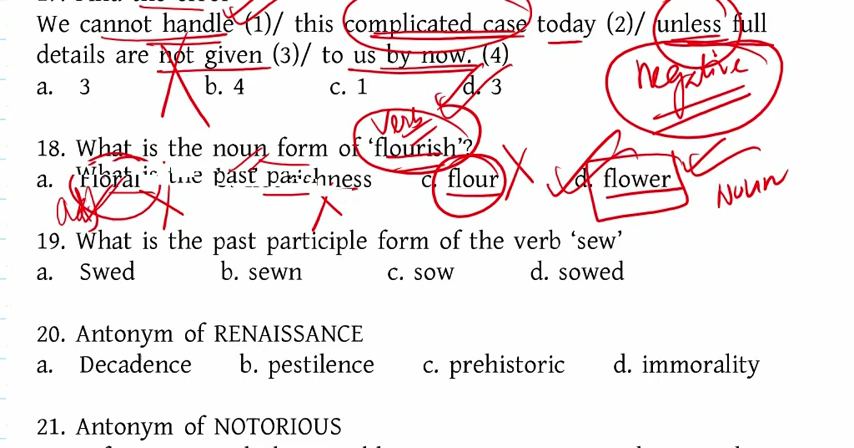 We cannot handle (1)/ this complicated case today (2)/ unless full
details are not given (3)/ to us by now. (4)
negative
a. 3 b. 4 c. 1 d. 3
verb
18. What is the noun form of ‘flourish’?
a. c. flour d. flower
adj
NOUN
19. What is the past participle form of the verb ‘sew’
a. Swed b. sewn c. sow d. sowed
20. Antonym of RENAISSANCE
a. Decadence b. pestilence c. prehistoric d. immorality
21. Antonym of NOTORIOUS